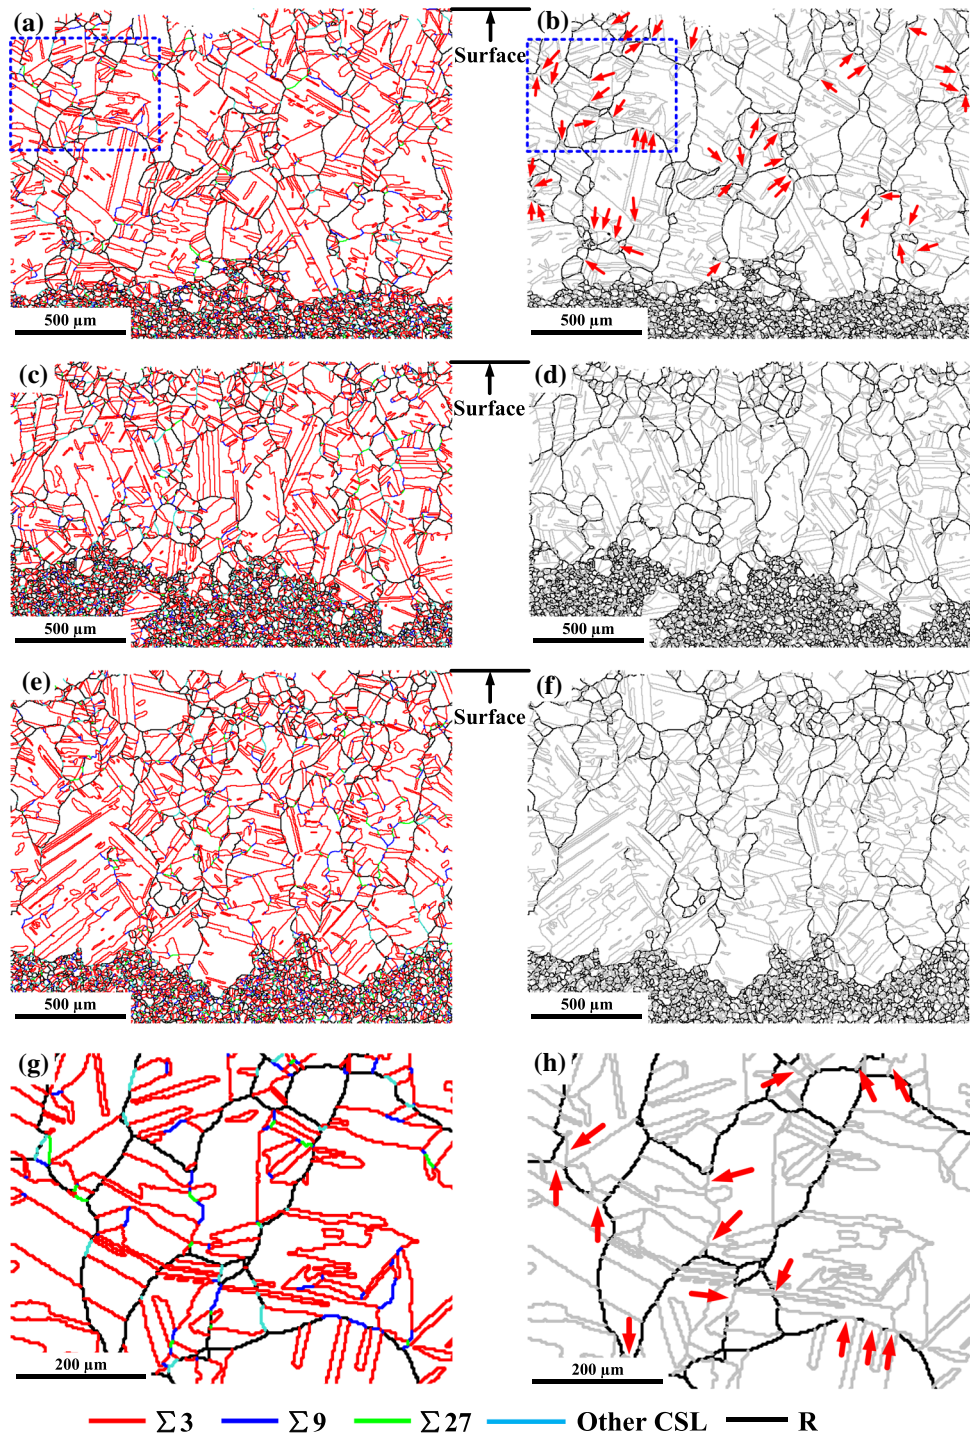 (a)
Surface
(b)
500 µm
500 µm
(c)
Surface
(d)
500 µm
500 µm
(e)
Surface
(f)
500 µm
500 µm
(g)
(h)
200 µm
200 µm
Σ3 Σ9 Σ27 Other CSL R